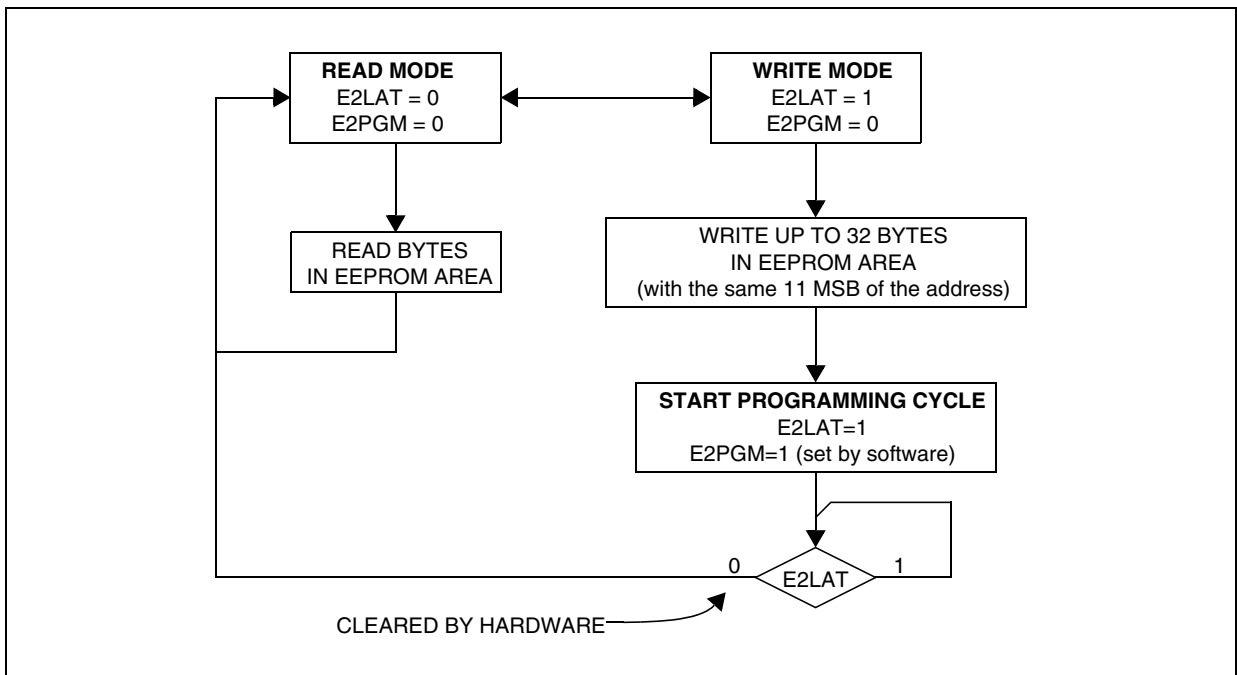 READ MODE
E2LAT = 0
E2PGM = 0
WRITE MODE
E2LAT = 1
E2PGM = 0
READ BYTES
IN EEPROM AREA
WRITE UP TO 32 BYTES
IN EEPROM AREA
(with the same 11 MSB of the address)
START PROGRAMMING CYCLE
E2LAT=1
E2PGM=1 (set by software)
0
E2LAT
1
CLEARED BY HARDWARE